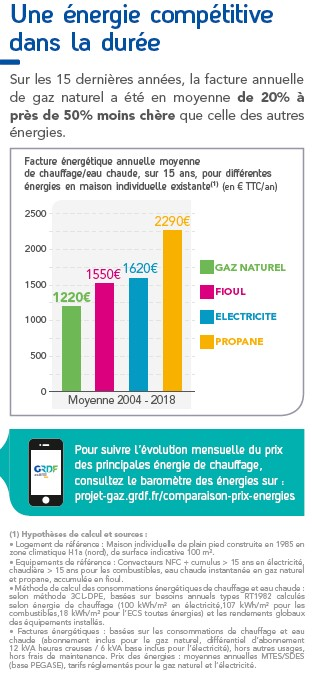 Une énergie compétitive
dans la durée
Sur les 15 dernières années, la facture annuelle
de gaz naturel a été en moyenne de 20% à
près de 50% moins chère que celle des autres
énergies.
Facture énergétique annuelle moyenne
de chauffage/eau chaude, sur 15 ans, pour différentes
énergies en maison individuelle existante(1) (en € TTC/an)
2500
2000
1500
1000
500
0
1220€
1550€
1620€
2290€
Moyenne 2004 - 2018
GAZ NATUREL
FIOUL
ELECTRICITE
PROPANE
GRDF
Pour suivre l'évolution mensuelle du prix
des principales énergie de chauffage,
consultez le baromètre des énergies sur :
projet-gaz.grdf.fr/comparaison-prix-energies
(1) Hypothèses de calcul et sources :
• Logement de référence : Maison individuelle de plain pied construite en 1985 en
zone climatique H1a (nord), de surface indicative 100 m².
• Equipements de référence : Convecteurs NFC + cumulus > 15 ans en électricité,
chaudière > 15 ans pour les combustibles, eau chaude instantanée en gaz naturel
et propane, accumulée en fioul.
• Méthode de calcul des consommations énergétiques de chauffage et eau chaude :
selon méthode 3CL-DPE, basées sur besoins annuels types RT1982 calculés
selon énergie de chauffage (100 kWh/m² en électricité,107 kWh/m² pour les
combustibles,18 kWh/m² pour l'ECS toutes énergies) et les rendements globaux
des équipements installés.
• Factures énergétiques : basées sur les consommations de chauffage et eau
chaude (abonnement inclus pour le gaz naturel, différentiel d'abonnement
12 kVA heures creuses / 6 kVA base inclus pour l'électricité), hors autres usages,
hors frais de maintenance. Prix des énergies : moyennes annuelles MTES/SDES
(base PEGASE), tarifs réglementés pour le gaz naturel et l'électricité.